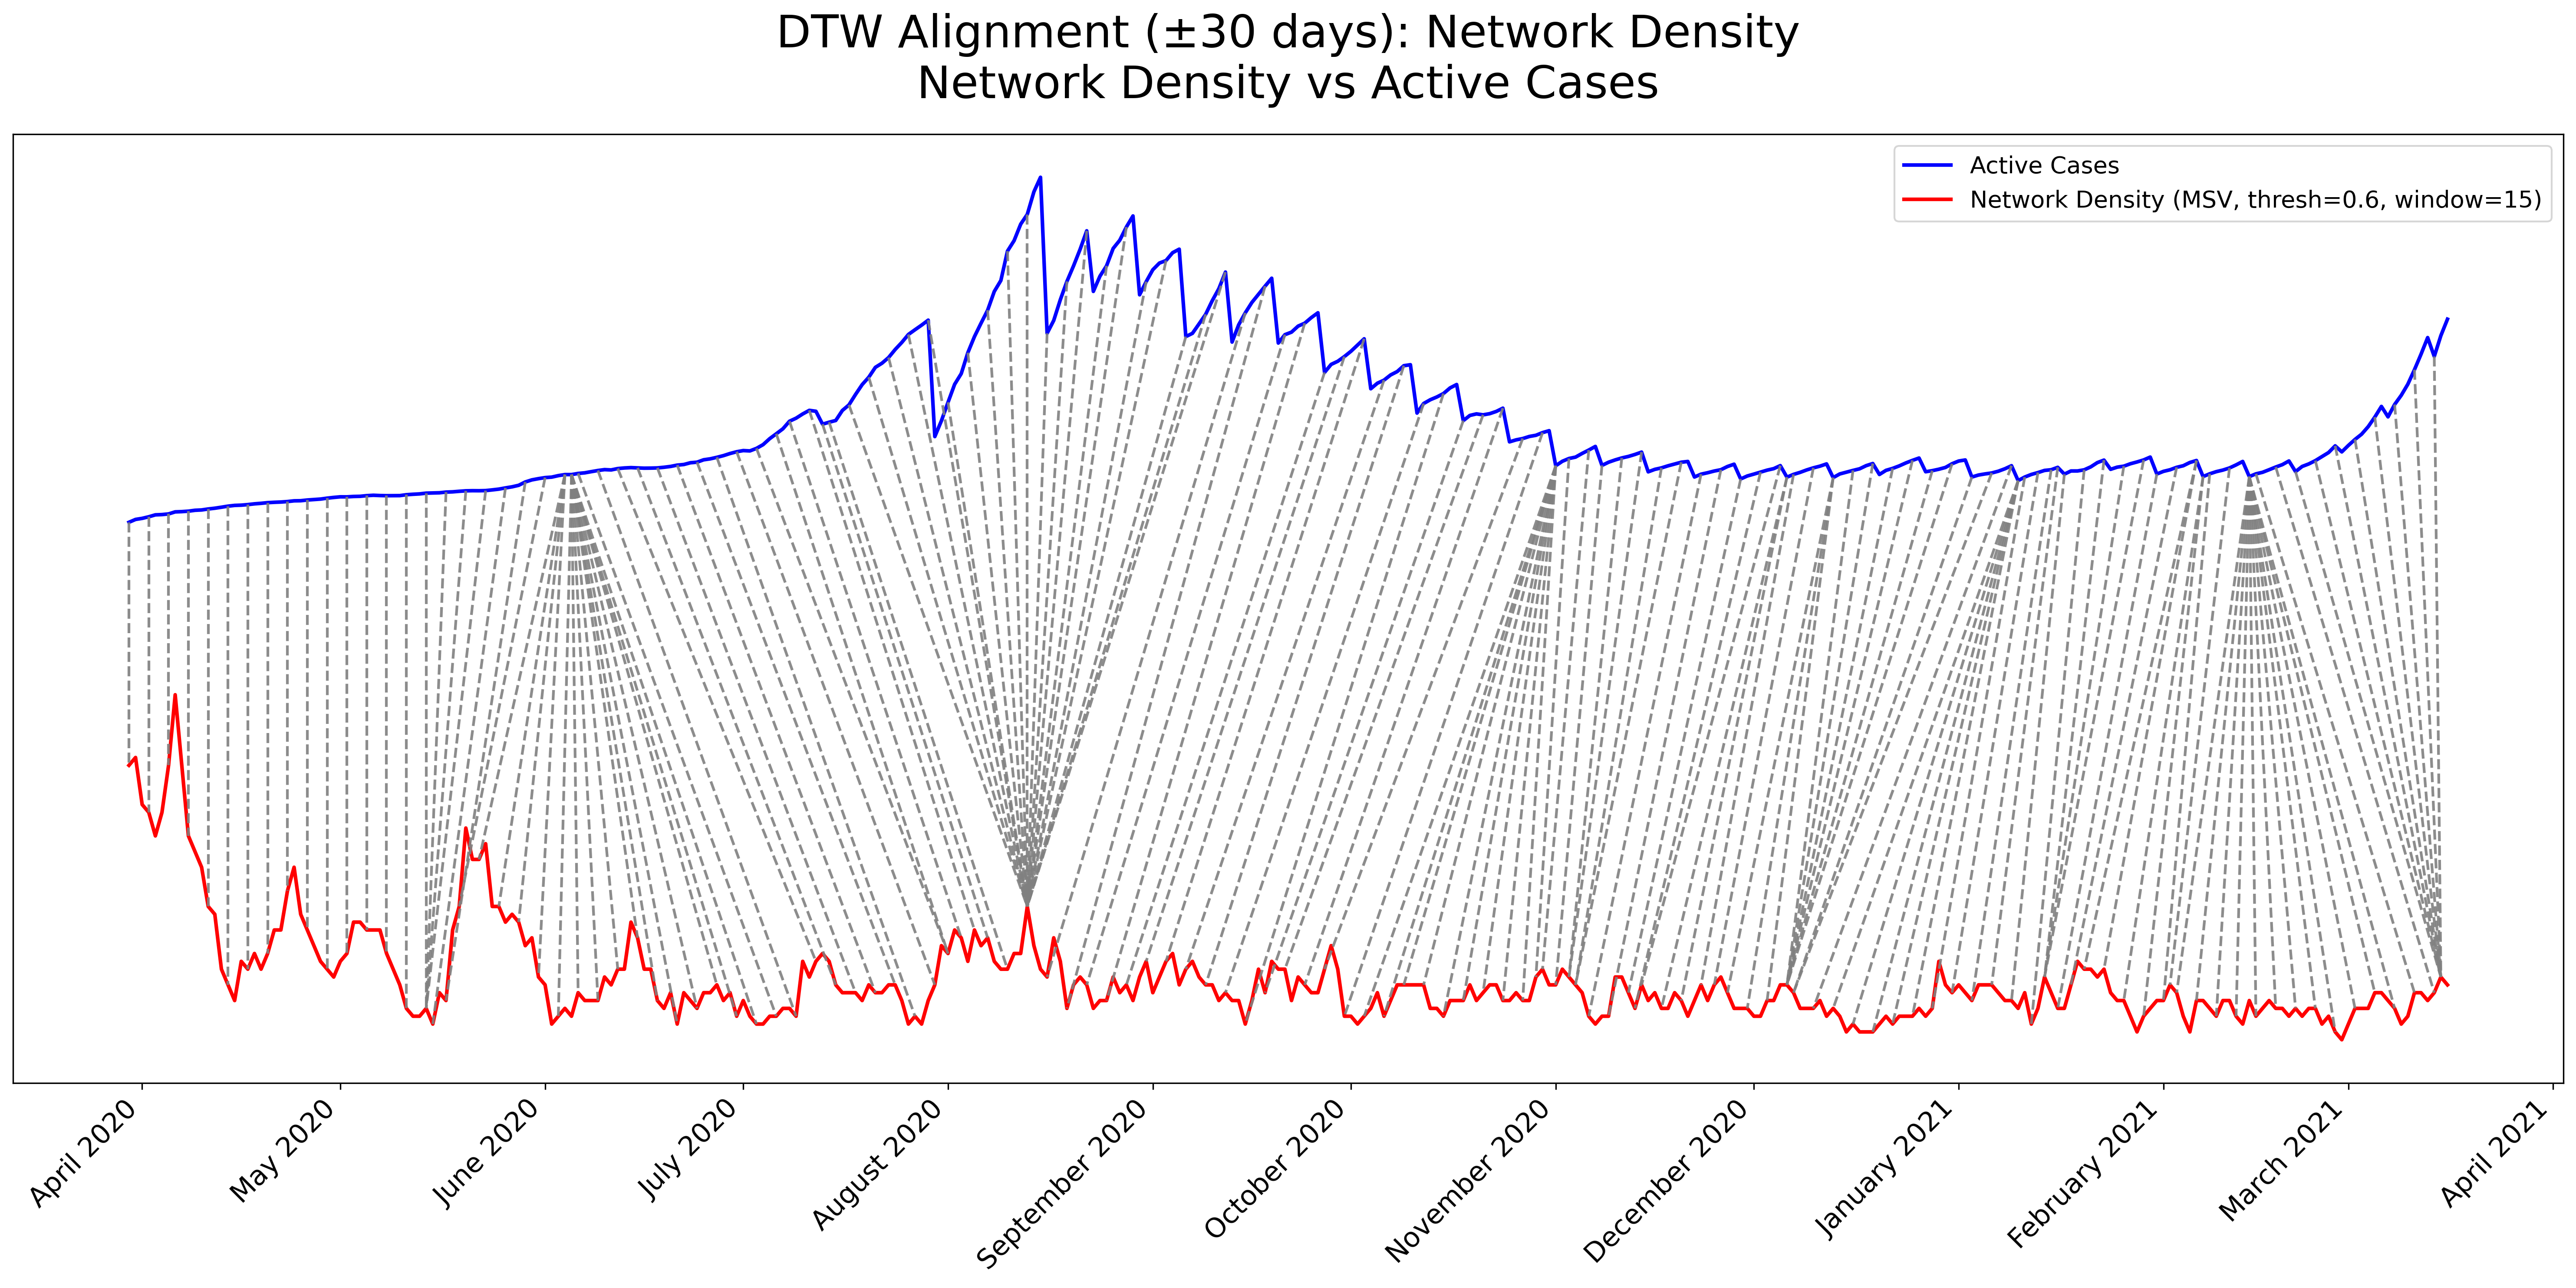 DTW Alignment (±30 days): Network Density
Network Density vs Active Cases
Active Cases
Network Density (MSV, thresh=0.6, window=15)
April 2020
May 2020
June 2020
July 2020
August 2020
September 2020
October 2020
November 2020
December 2020
January 2021
February 2021
March 2021
April 2021